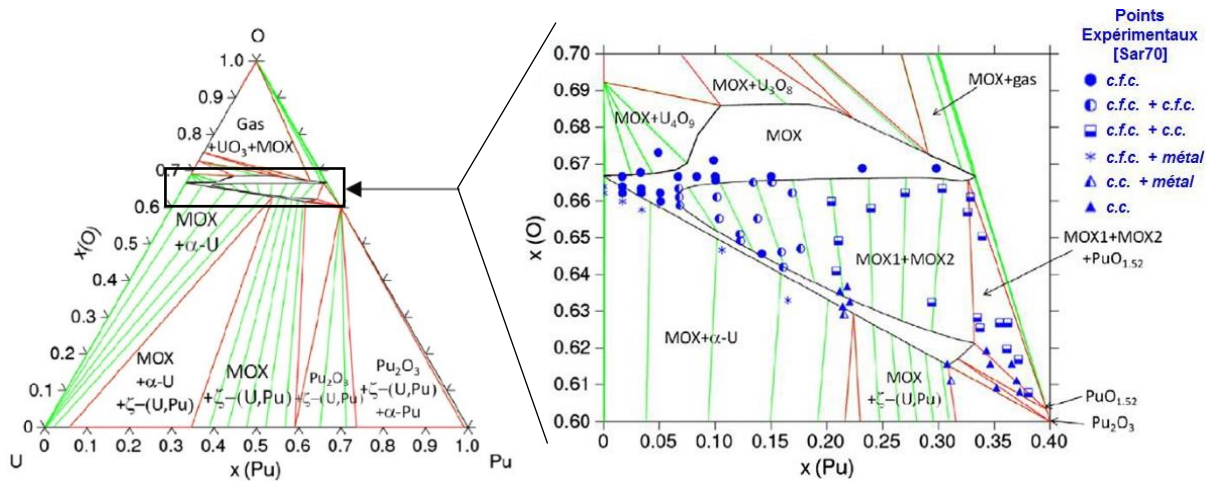 O
1.0
0.9
0.8
0.7
0.6
0.5
0.4
0.3
0.2
0.1
0
x(O)
Gas
+UO₃+MOX
MOX
+α-U
MOX
+α-U
+ζ-(U,Pu)
MOX
+ζ-(U,Pu)
Pu₂O₃
+ζ-(U,Pu)
Pu₂O₃
+ζ-(U,Pu)
+α-Pu
0 0.1 0.2 0.3 0.4 0.5 0.6 0.7 0.8 0.9 1.0
U
x (Pu)
Pu
0.70
0.69
0.68
0.67
0.66
0.65
0.64
0.63
0.62
0.61
0.60
x (O)
MOX+U₃O₈
MOX+gas
MOX+U₄O₉
MOX
MOX1+MOX2
MOX+α-U
MOX
+ζ-(U,Pu)
0 0.05 0.10 0.15 0.20 0.25 0.30 0.35 0.40
x (Pu)
Points
Expérimentaux
[Sar70]
c.f.c.
c.f.c. + c.f.c.
c.f.c. + c.c.
c.f.c. + métal
c.c. + métal
c.c.
MOX1+MOX2
+PuO₁.₅₂
PuO₁.₅₂
Pu₂O₃